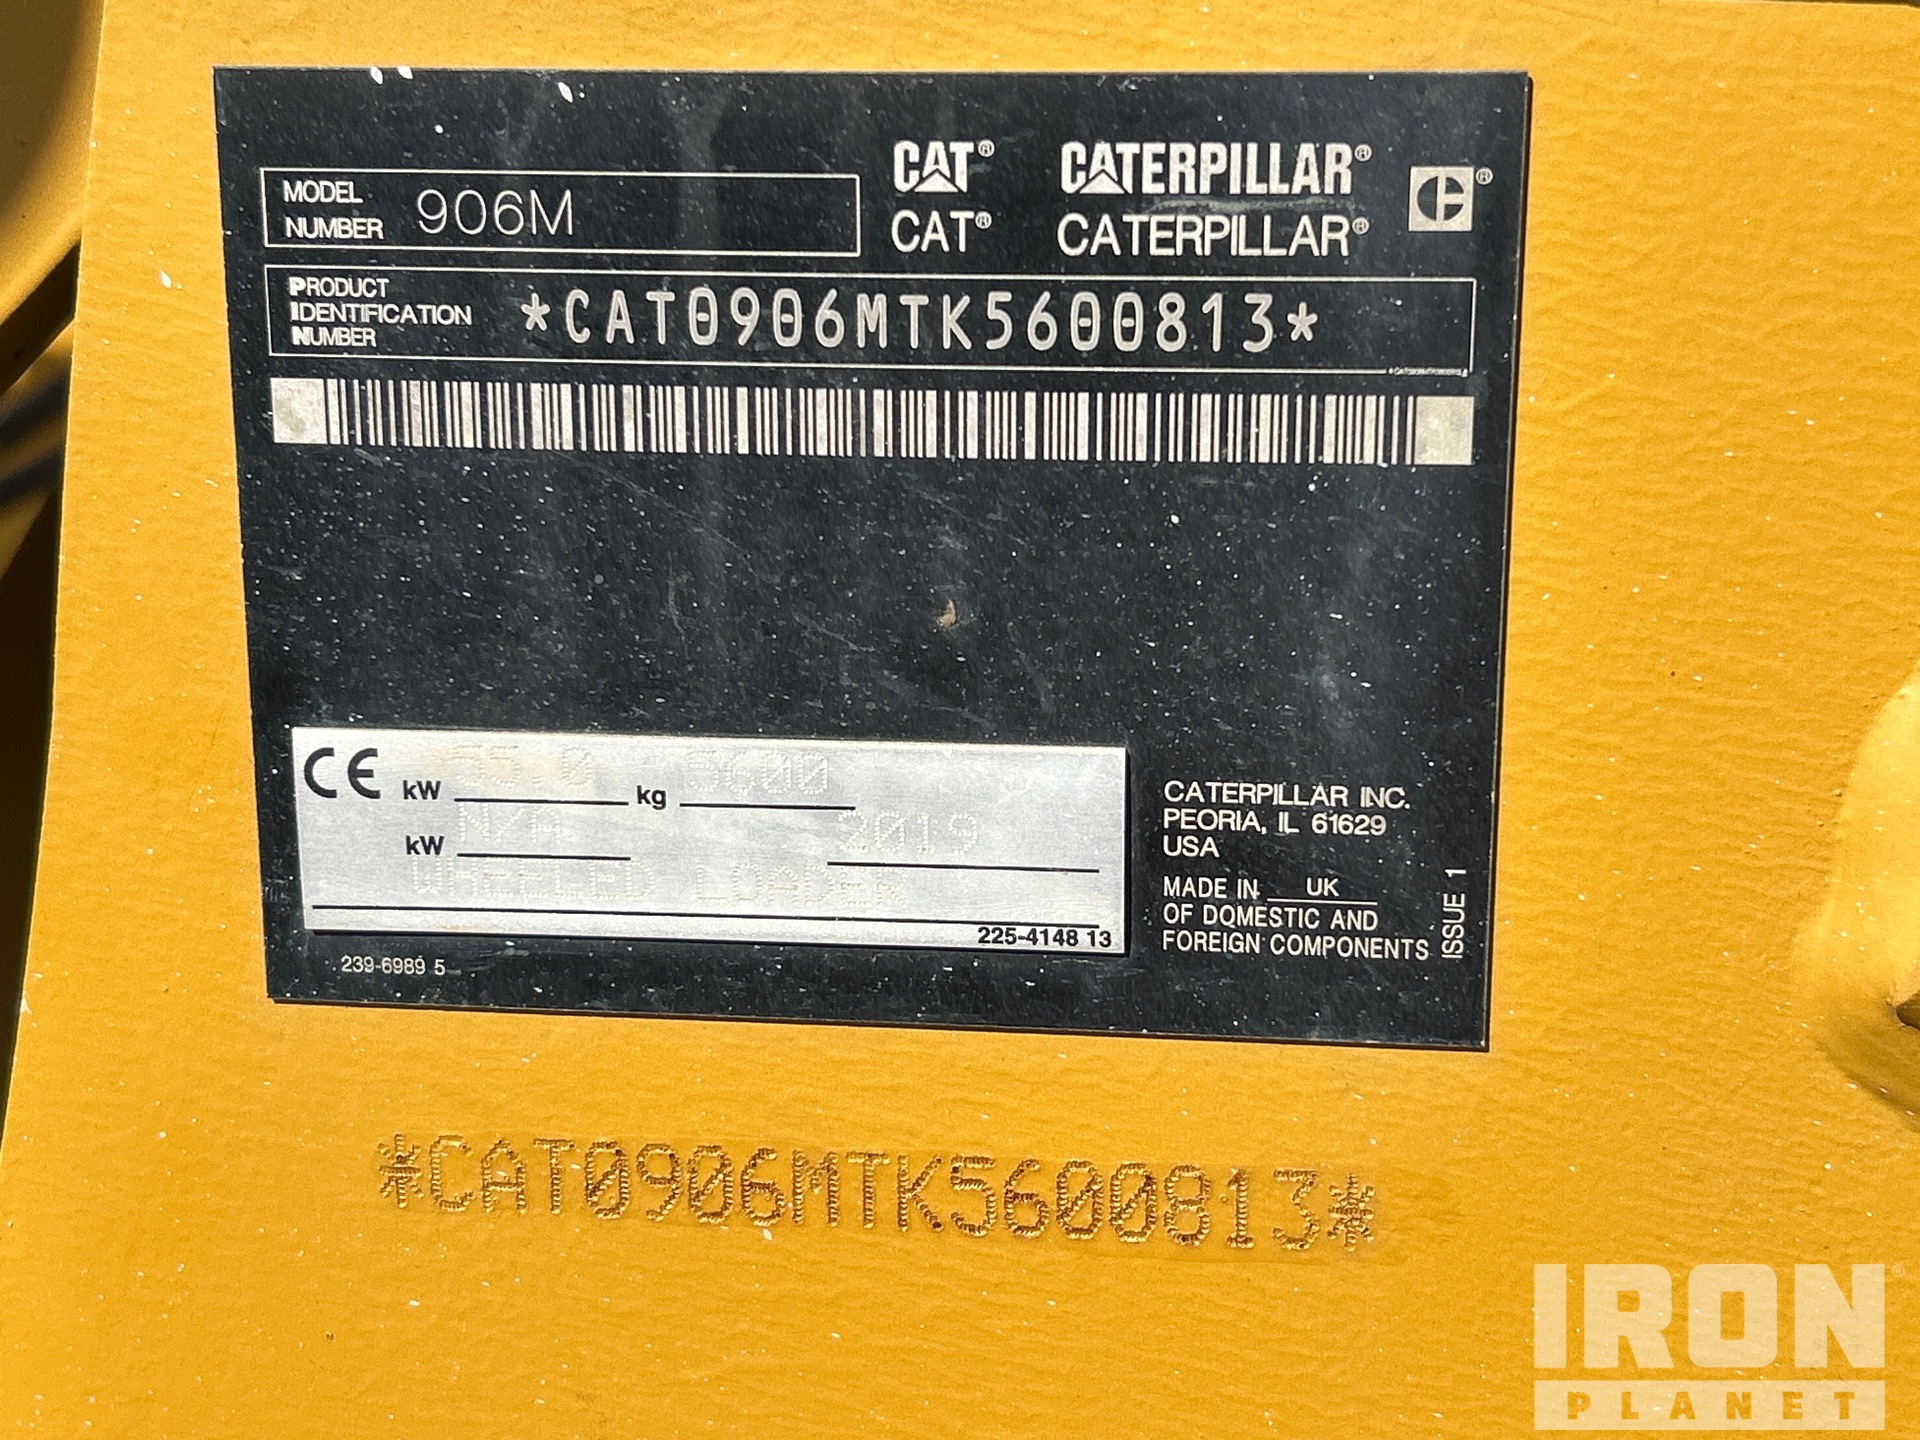 CAT® CATERPILLAR®
MODEL NUMBER 906M
CAT® CATERPILLAR®
PRODUCT IDENTIFICATION NUMBER *CAT0906MTK5600813*
CE kW 55.0 kg 5600
kW N/A 2019
WHEELED LOADER
225-4148 13
239-6989 5
CATERPILLAR INC.
PEORIA, IL 61629
USA
MADE IN UK
OF DOMESTIC AND
FOREIGN COMPONENTS
ISSUE 1
*CAT0906MTK5600813*
IRON®
PLANET